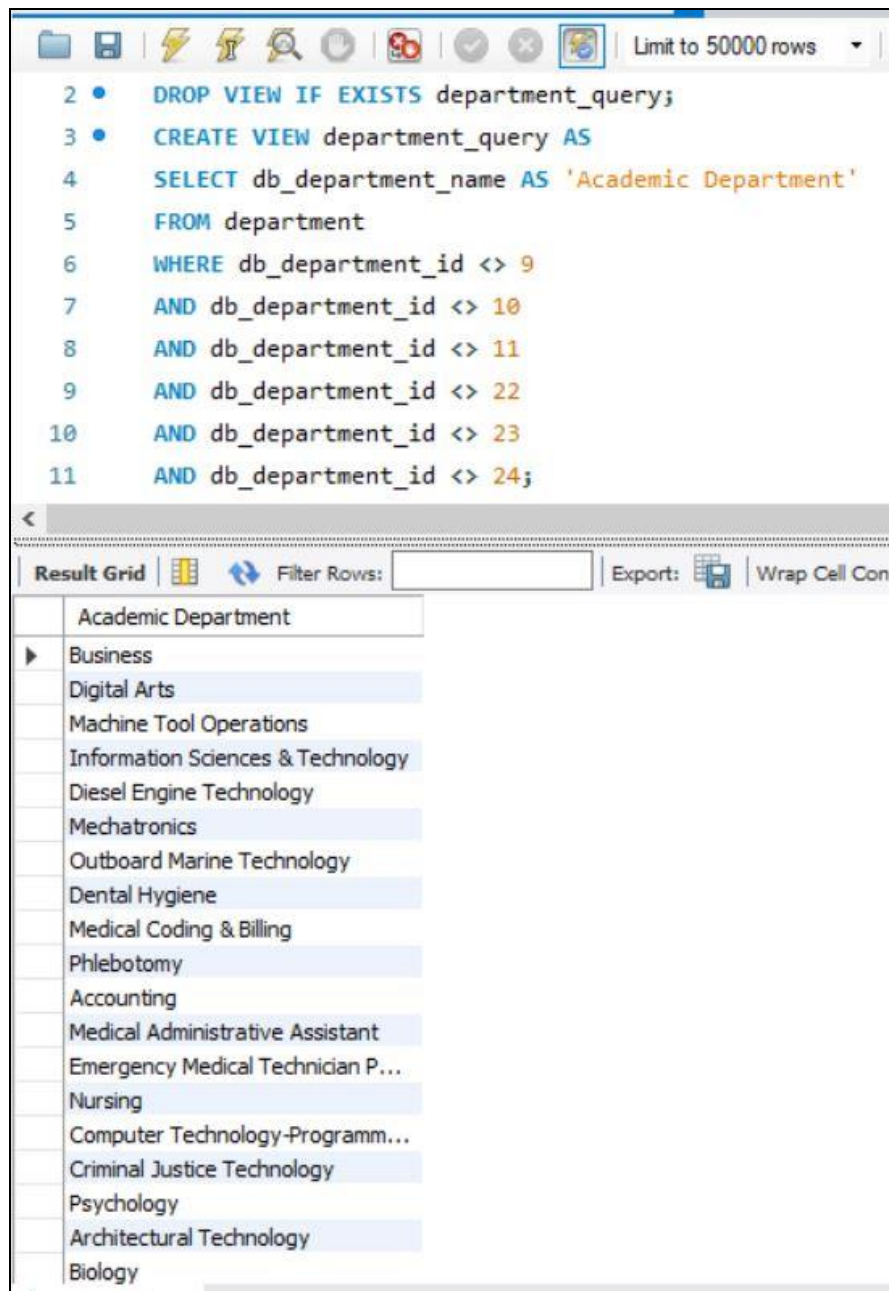 Limit to 50000 rows
2 DROP VIEW IF EXISTS department_query;
3 CREATE VIEW department_query AS
4 SELECT db_department_name AS 'Academic Department'
5 FROM department
6 WHERE db_department_id <> 9
7 AND db_department_id <> 10
8 AND db_department_id <> 11
9 AND db_department_id <> 22
10 AND db_department_id <> 23
11 AND db_department_id <> 24;
Result Grid Filter Rows: Export: Wrap Cell Con
Academic Department
Business
Digital Arts
Machine Tool Operations
Information Sciences & Technology
Diesel Engine Technology
Mechatronics
Outboard Marine Technology
Dental Hygiene
Medical Coding & Billing
Phlebotomy
Accounting
Medical Administrative Assistant
Emergency Medical Technician P...
Nursing
Computer Technology-Programm...
Criminal Justice Technology
Psychology
Architectural Technology
Biology